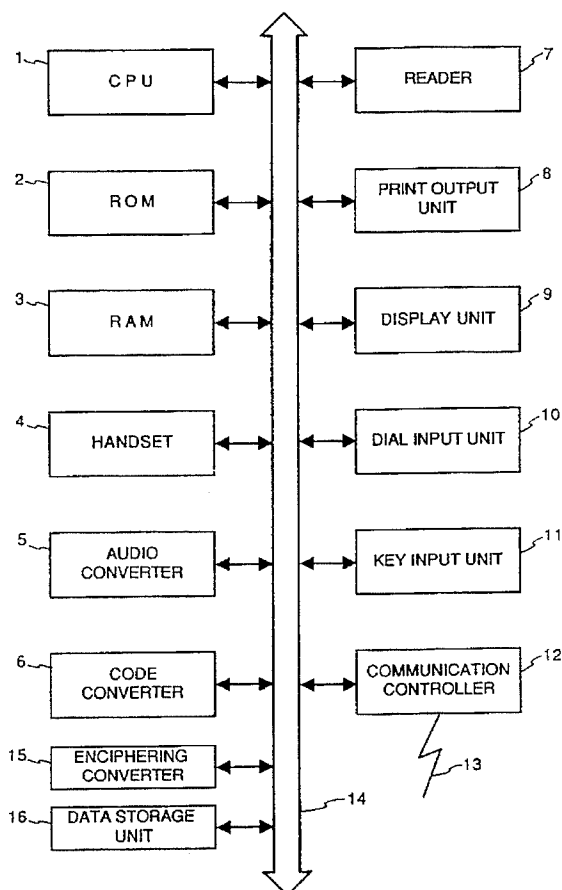 1
CPU
2
ROM
3
RAM
4
HANDSET
5
AUDIO
CONVERTER
6
CODE
CONVERTER
15
ENCIPHERING
CONVERTER
16
DATA STORAGE
UNIT
7
READER
8
PRINT OUTPUT
UNIT
9
DISPLAY UNIT
10
DIAL INPUT UNIT
11
KEY INPUT UNIT
12
COMMUNICATION
CONTROLLER
13
14